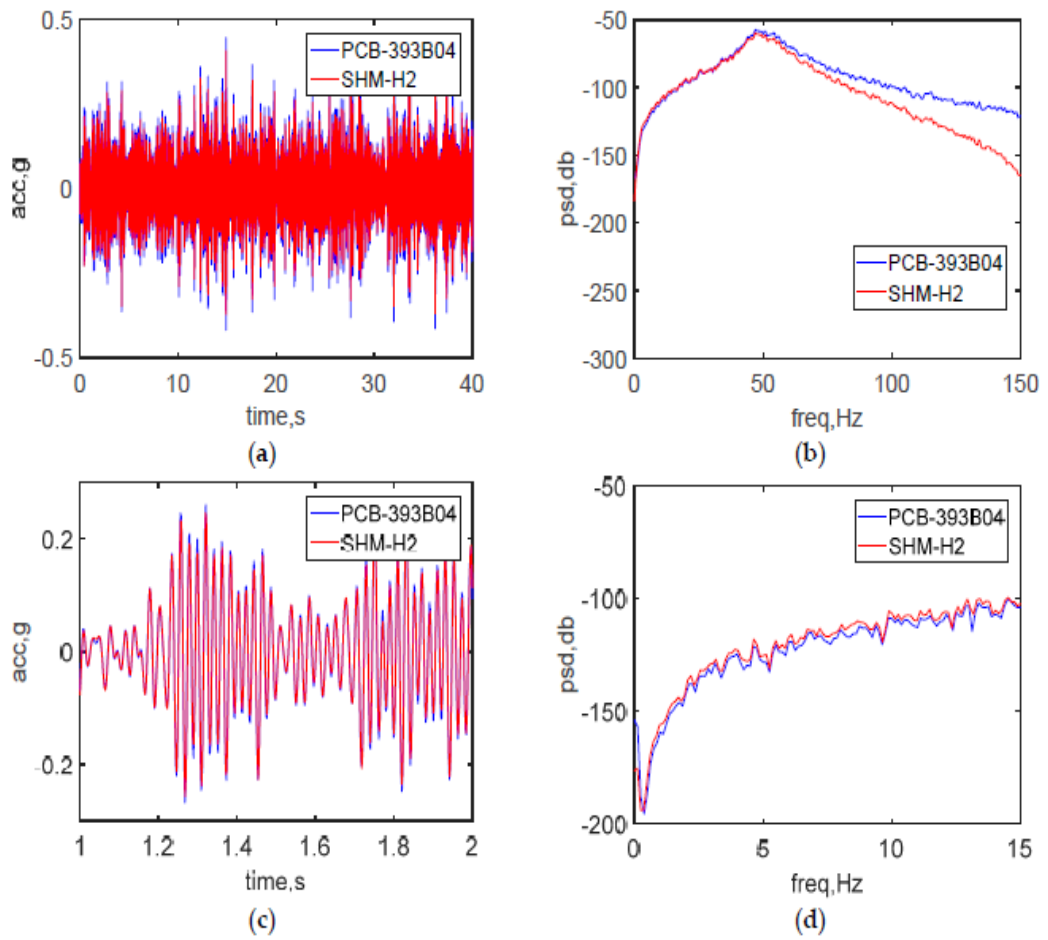 0.5
PCB-393B04
SHM-H2
acc,g
0
-0.5
0 10 20 30 40
time,s
(a)
-50
PCB-393B04
SHM-H2
psd,db
-100
-150
-200
-250
-300
0 50 100 150
freq,Hz
(b)
PCB-393B04
SHM-H2
acc,g
0.2
0
-0.2
1 1.2 1.4 1.6 1.8 2
time,s
(c)
-50
PCB-393B04
SHM-H2
psd,db
-100
-150
-200
0 5 10 15
freq,Hz
(d)